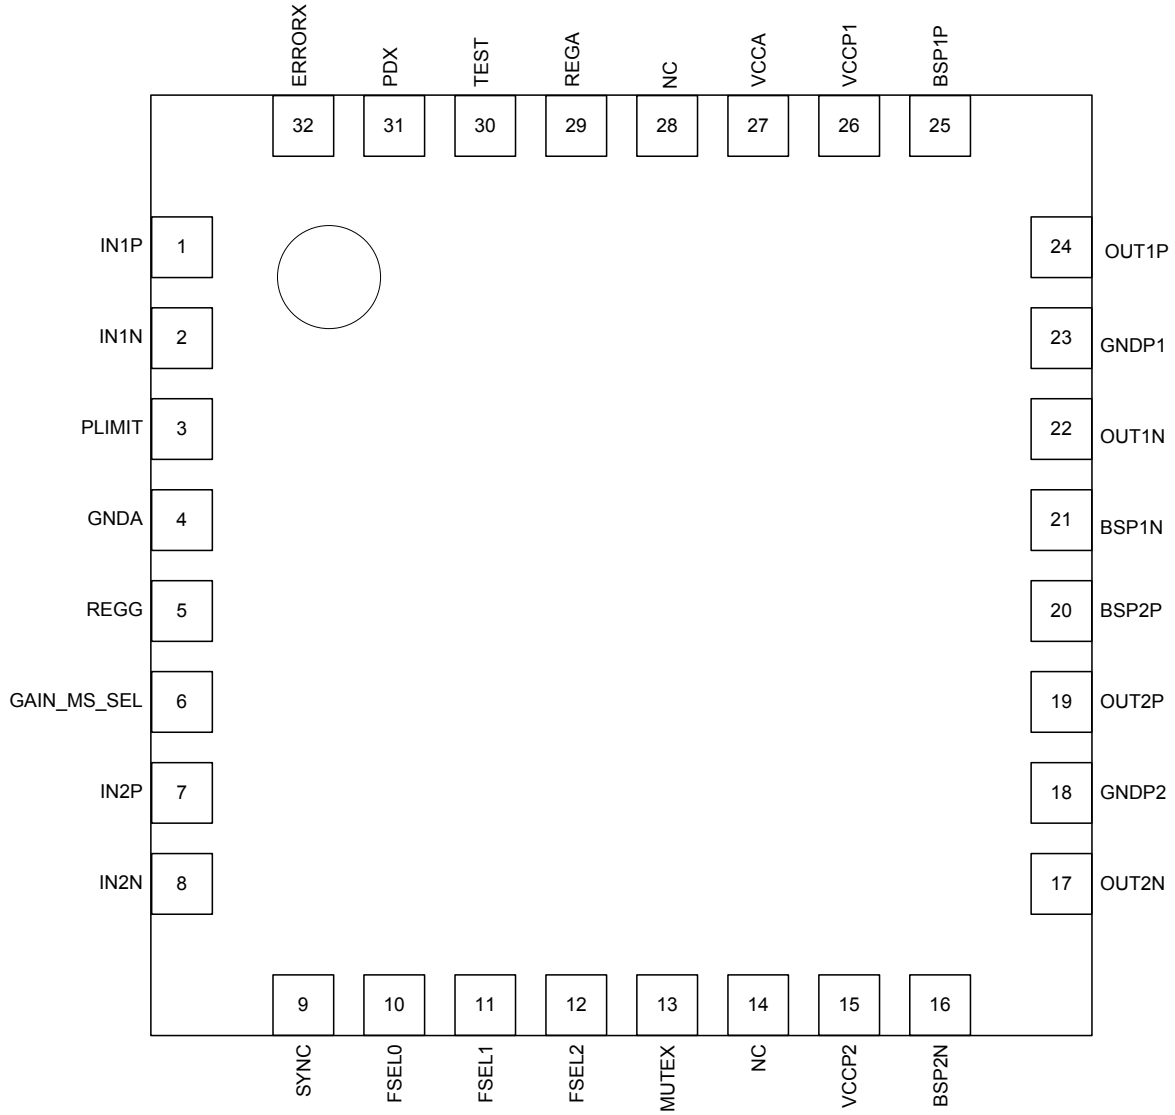 ERRORX
PDX
TEST
REGA
NC
VCCA
VCCP1
BSP1P
32
31
30
29
28
27
26
25
IN1P
1
24
OUT1P
IN1N
2
23
GNDP1
PLIMIT
3
22
OUT1N
GNDA
4
21
BSP1N
REGG
5
20
BSP2P
GAIN_MS_SEL
6
19
OUT2P
IN2P
7
18
GNDP2
IN2N
8
17
OUT2N
9
10
11
12
13
14
15
16
SYNC
FSEL0
FSEL1
FSEL2
MUTEX
NC
VCCP2
BSP2N